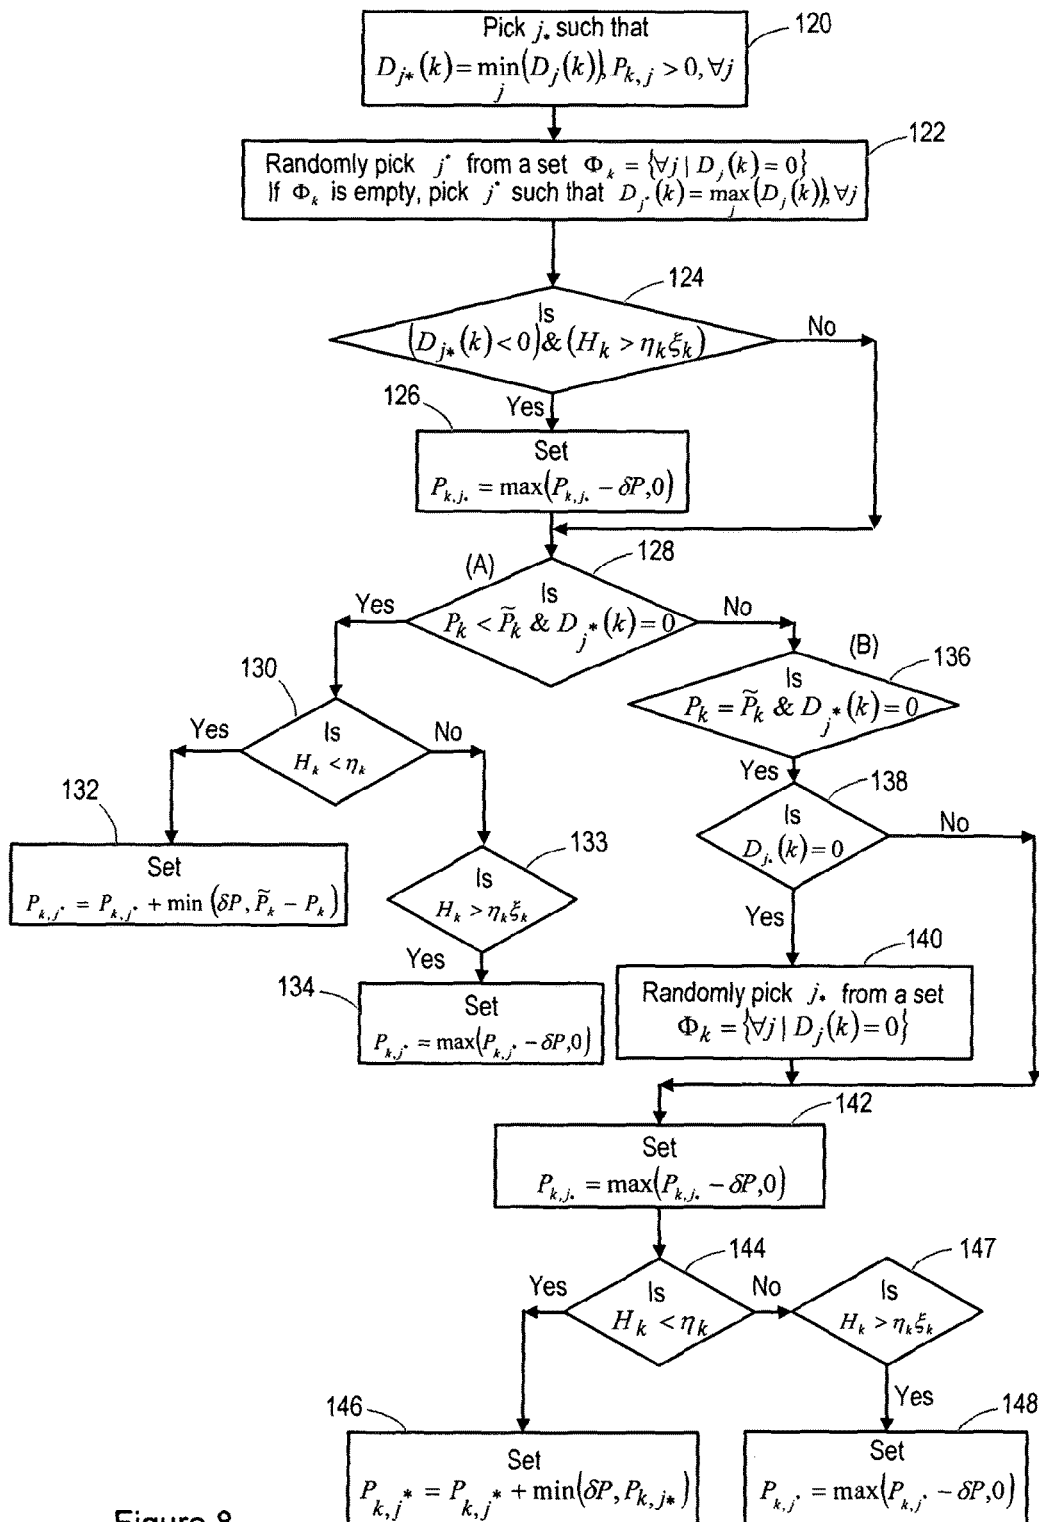 Pick j* such that
D_{j*}(k) = min_j (D_j(k)), P_{k,j} > 0, ∀j
120
122
Randomly pick j* from a set Φ_k = {∀j | D_j(k) = 0}
If Φ_k is empty, pick j* such that D_{j*}(k) = max_j (D_j(k)), ∀j
124
Is
(D_{j*}(k) < 0) & (H_k > η_k ξ_k)
No
Yes
126
Set
P_{k,j*} = max(P_{k,j*} − δP, 0)
(A)
128
Is
P_k < P̃_k & D_{j*}(k) = 0
Yes
No
(B)
136
Is
P_k = P̃_k & D_{j*}(k) = 0
Yes
130
Is
H_k < η_k
Yes
No
132
Set
P_{k,j*} = P_{k,j*} + min (δP, P̃_k − P_k)
133
Is
H_k > η_k ξ_k
Yes
134
Set
P_{k,j*} = max(P_{k,j*} − δP, 0)
138
Is
D_{j*}(k) = 0
No
Yes
140
Randomly pick j* from a set
Φ_k = {∀j | D_j(k) = 0}
142
Set
P_{k,j*} = max(P_{k,j*} − δP, 0)
144
Is
H_k < η_k
Yes
No
147
Is
H_k > η_k ξ_k
Yes
146
Set
P_{k,j*} = P_{k,j*} + min(δP, P_{k,j*})
148
Set
P_{k,j*} = max(P_{k,j*} − δP, 0)
Figure 8